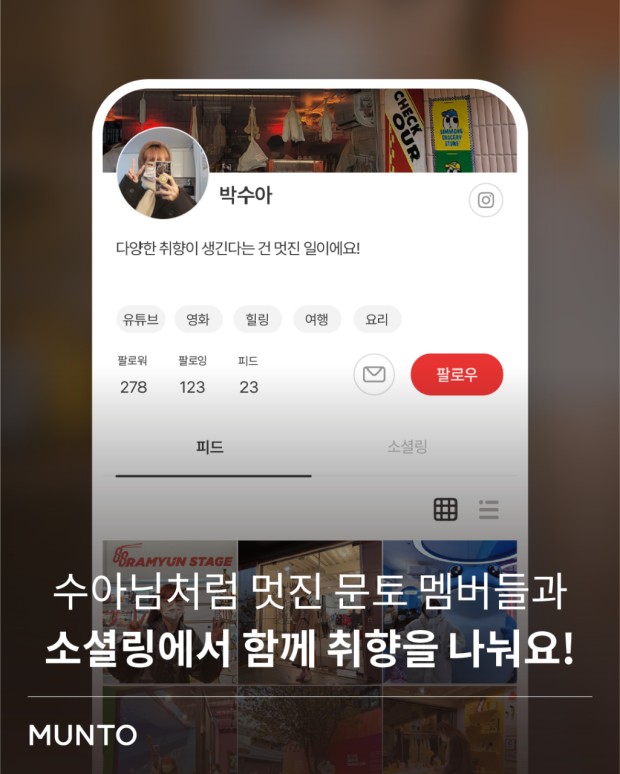 CHECK
OUR
박수아
다양한 취향이 생긴다는 건 멋진 일이에요!
유튜브 영화 힐링 여행 요리
팔로워 팔로잉 피드
278 123 23
팔로우
피드 소셜링
RAMYUN STAGE
수아님처럼 멋진 문토 멤버들과
소셜링에서 함께 취향을 나눠요!
MUNTO